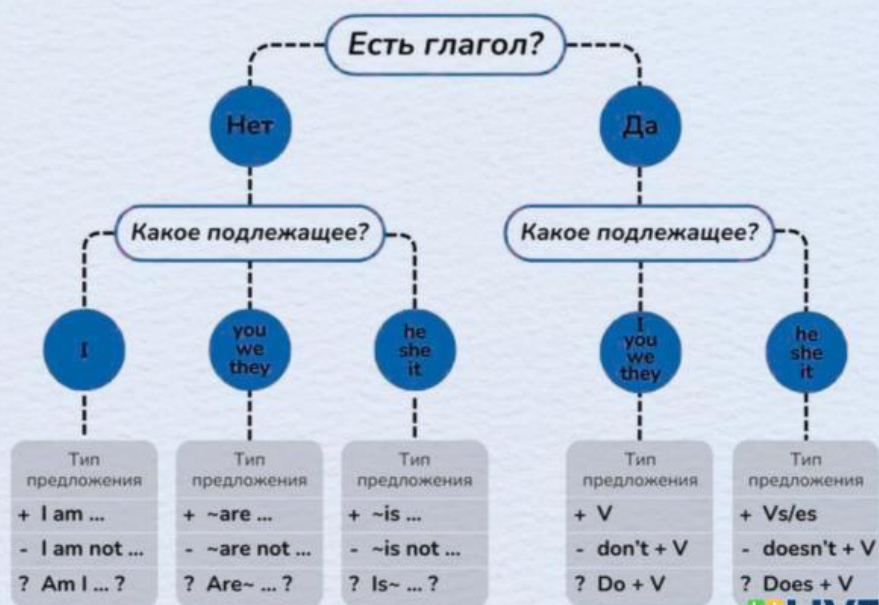 Есть глагол?
Нет
Да
Какое подлежащее?
Какое подлежащее?
I
you
we
they
he
she
it
I
you
we
they
he
she
it
Тип
предложения
+ I am ...
- I am not ...
? Am I ... ?
Тип
предложения
+ ~are ...
- ~are not ...
? Are~ ... ?
Тип
предложения
+ ~is ...
- ~is not ...
? Is~ ... ?
Тип
предложения
+ V
- don't + V
? Do + V
Тип
предложения
+ Vs/es
- doesn't + V
? Does + V